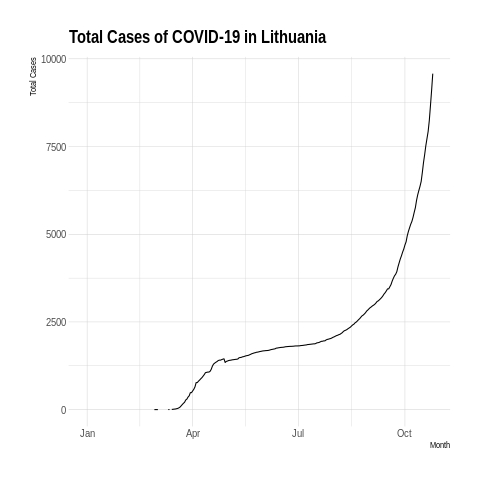 Total Cases of COVID-19 in Lithuania
Total Cases
10000
7500
5000
2500
0
Jan Apr Jul Oct
Month